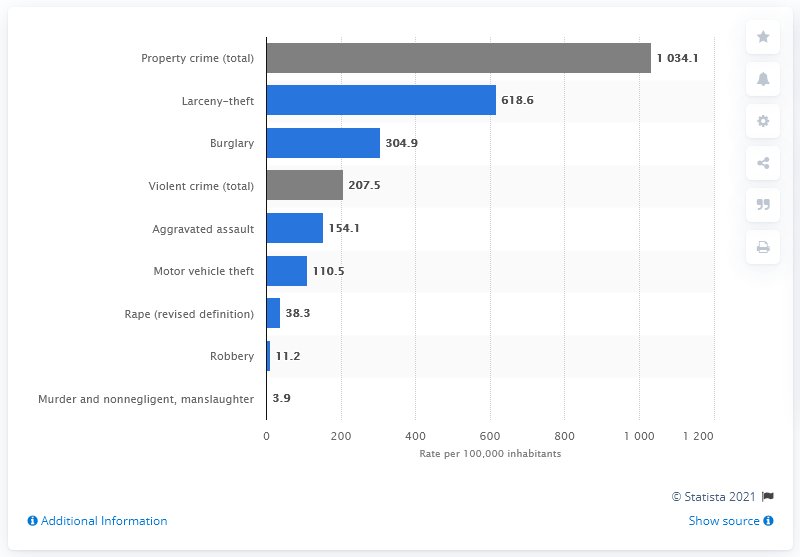 Property crime (total) 1 034.1
Larceny-theft 618.6
Burglary 304.9
Violent crime (total) 207.5
Aggravated assault 154.1
Motor vehicle theft 110.5
Rape (revised definition) 38.3
Robbery 11.2
Murder and nonnegligent, manslaughter 3.9
0 200 400 600 800 1 000 1 200
Rate per 100,000 inhabitants
© Statista 2021
Additional Information Show source